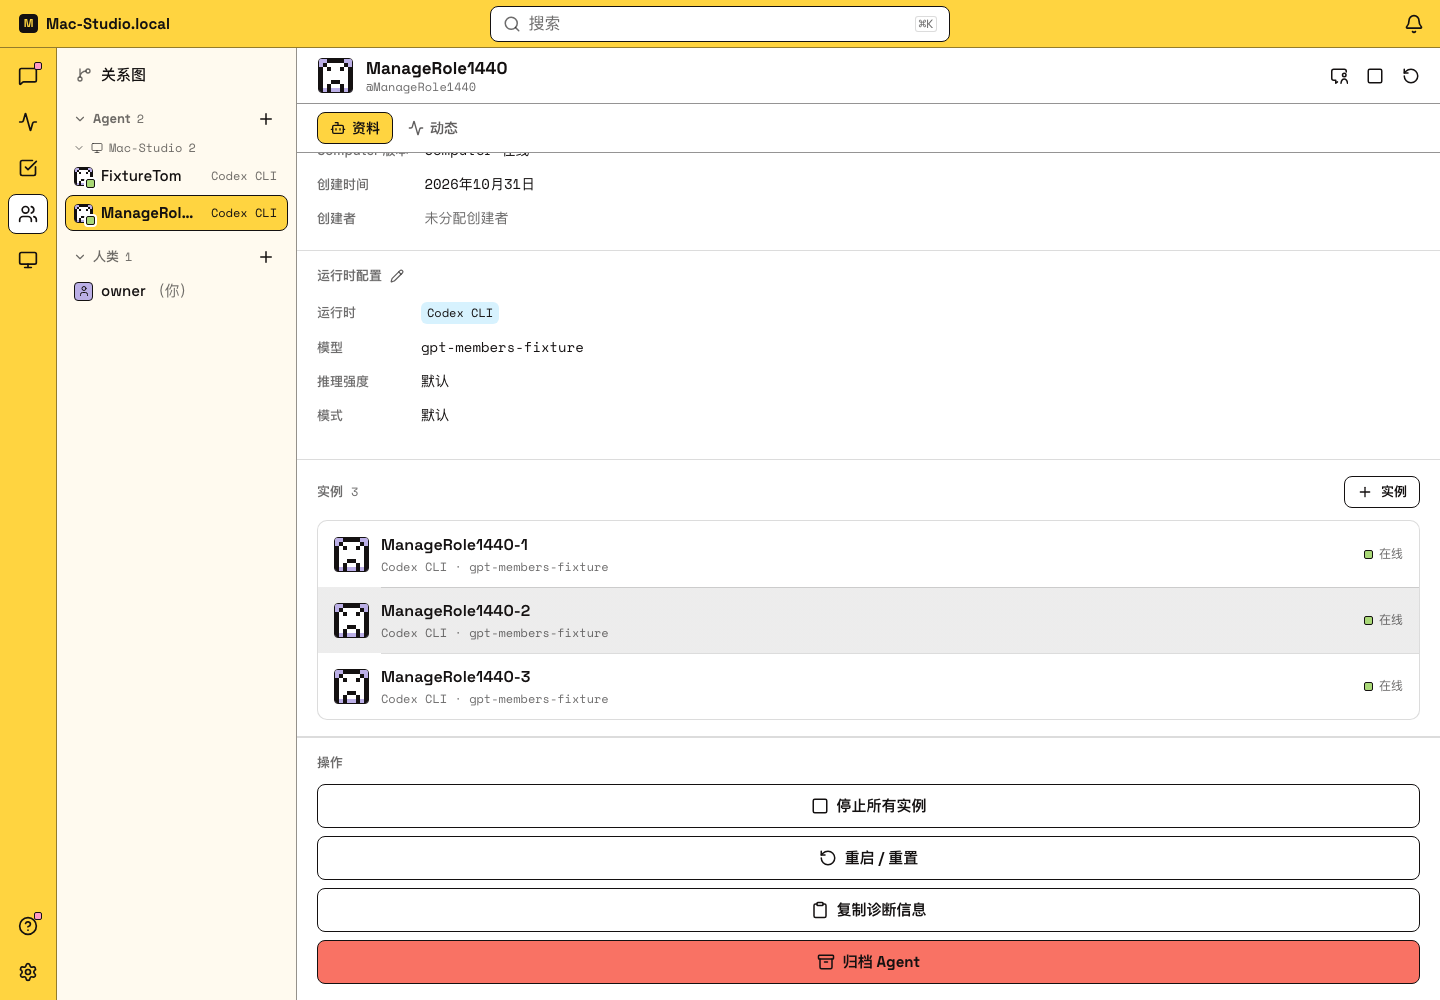 M Mac-Studio.local
搜索 ⌘K
关系图
Agent 2
Mac-Studio 2
FixtureTom Codex CLI
ManageRol... Codex CLI
人类 1
owner （你）
ManageRole1440
@ManageRole1440
资料 动态
创建时间 2026年10月31日
创建者 未分配创建者
运行时配置
运行时 Codex CLI
模型 gpt-members-fixture
推理强度 默认
模式 默认
实例 3
实例
ManageRole1440-1
Codex CLI · gpt-members-fixture
在线
ManageRole1440-2
Codex CLI · gpt-members-fixture
在线
ManageRole1440-3
Codex CLI · gpt-members-fixture
在线
操作
停止所有实例
重启 / 重置
复制诊断信息
归档 Agent